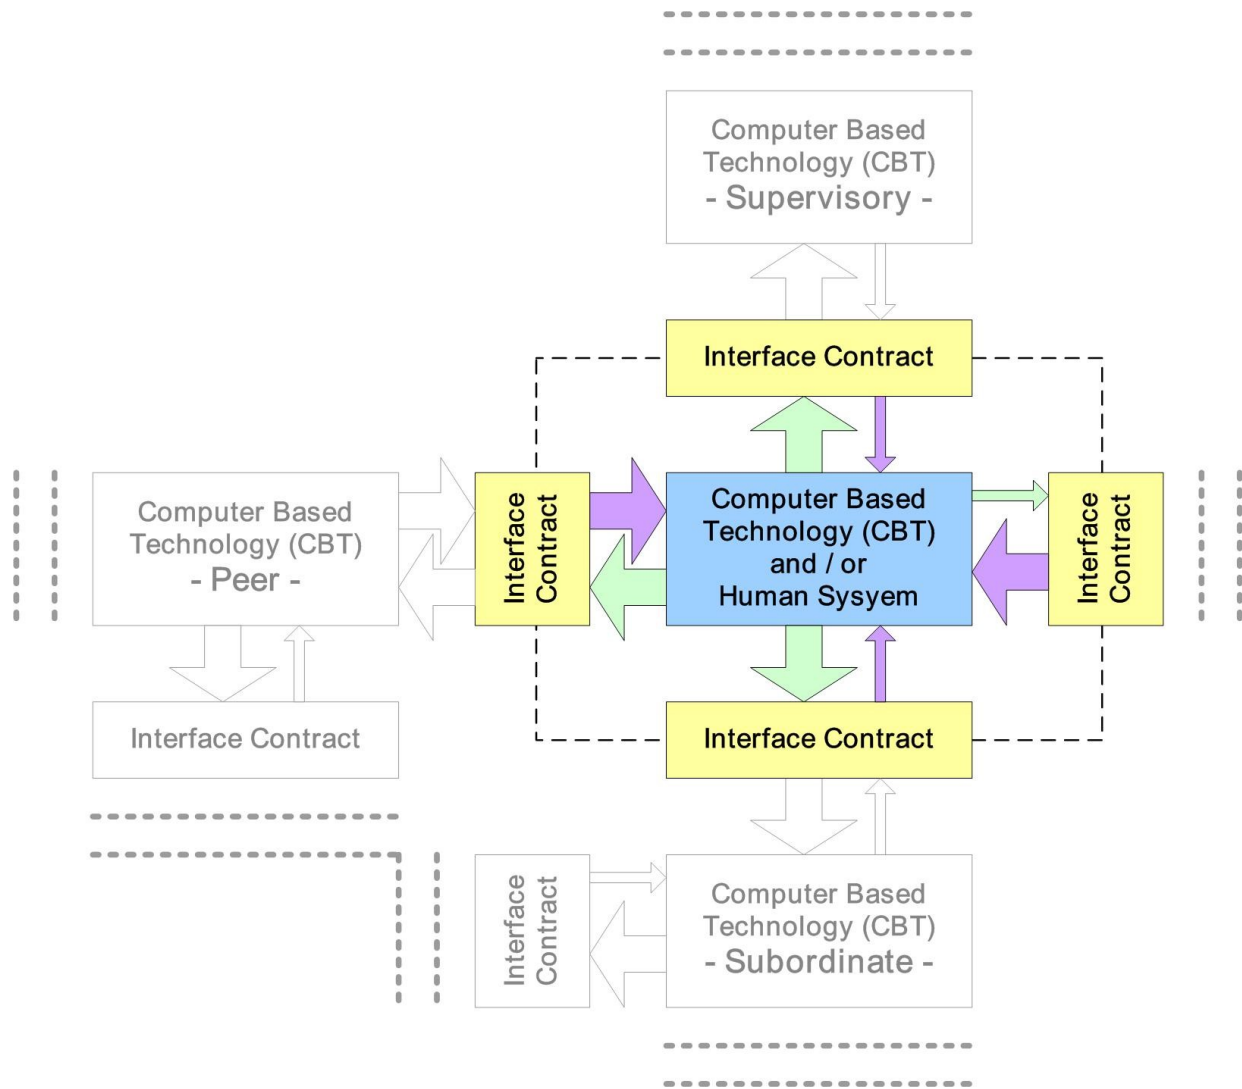 Computer Based
Technology (CBT)
- Supervisory -
Interface Contract
Computer Based
Technology (CBT)
- Peer -
Interface
Contract
Computer Based
Technology (CBT)
and / or
Human Sysyem
Interface
Contract
Interface Contract
Interface Contract
Interface
Contract
Computer Based
Technology (CBT)
- Subordinate -